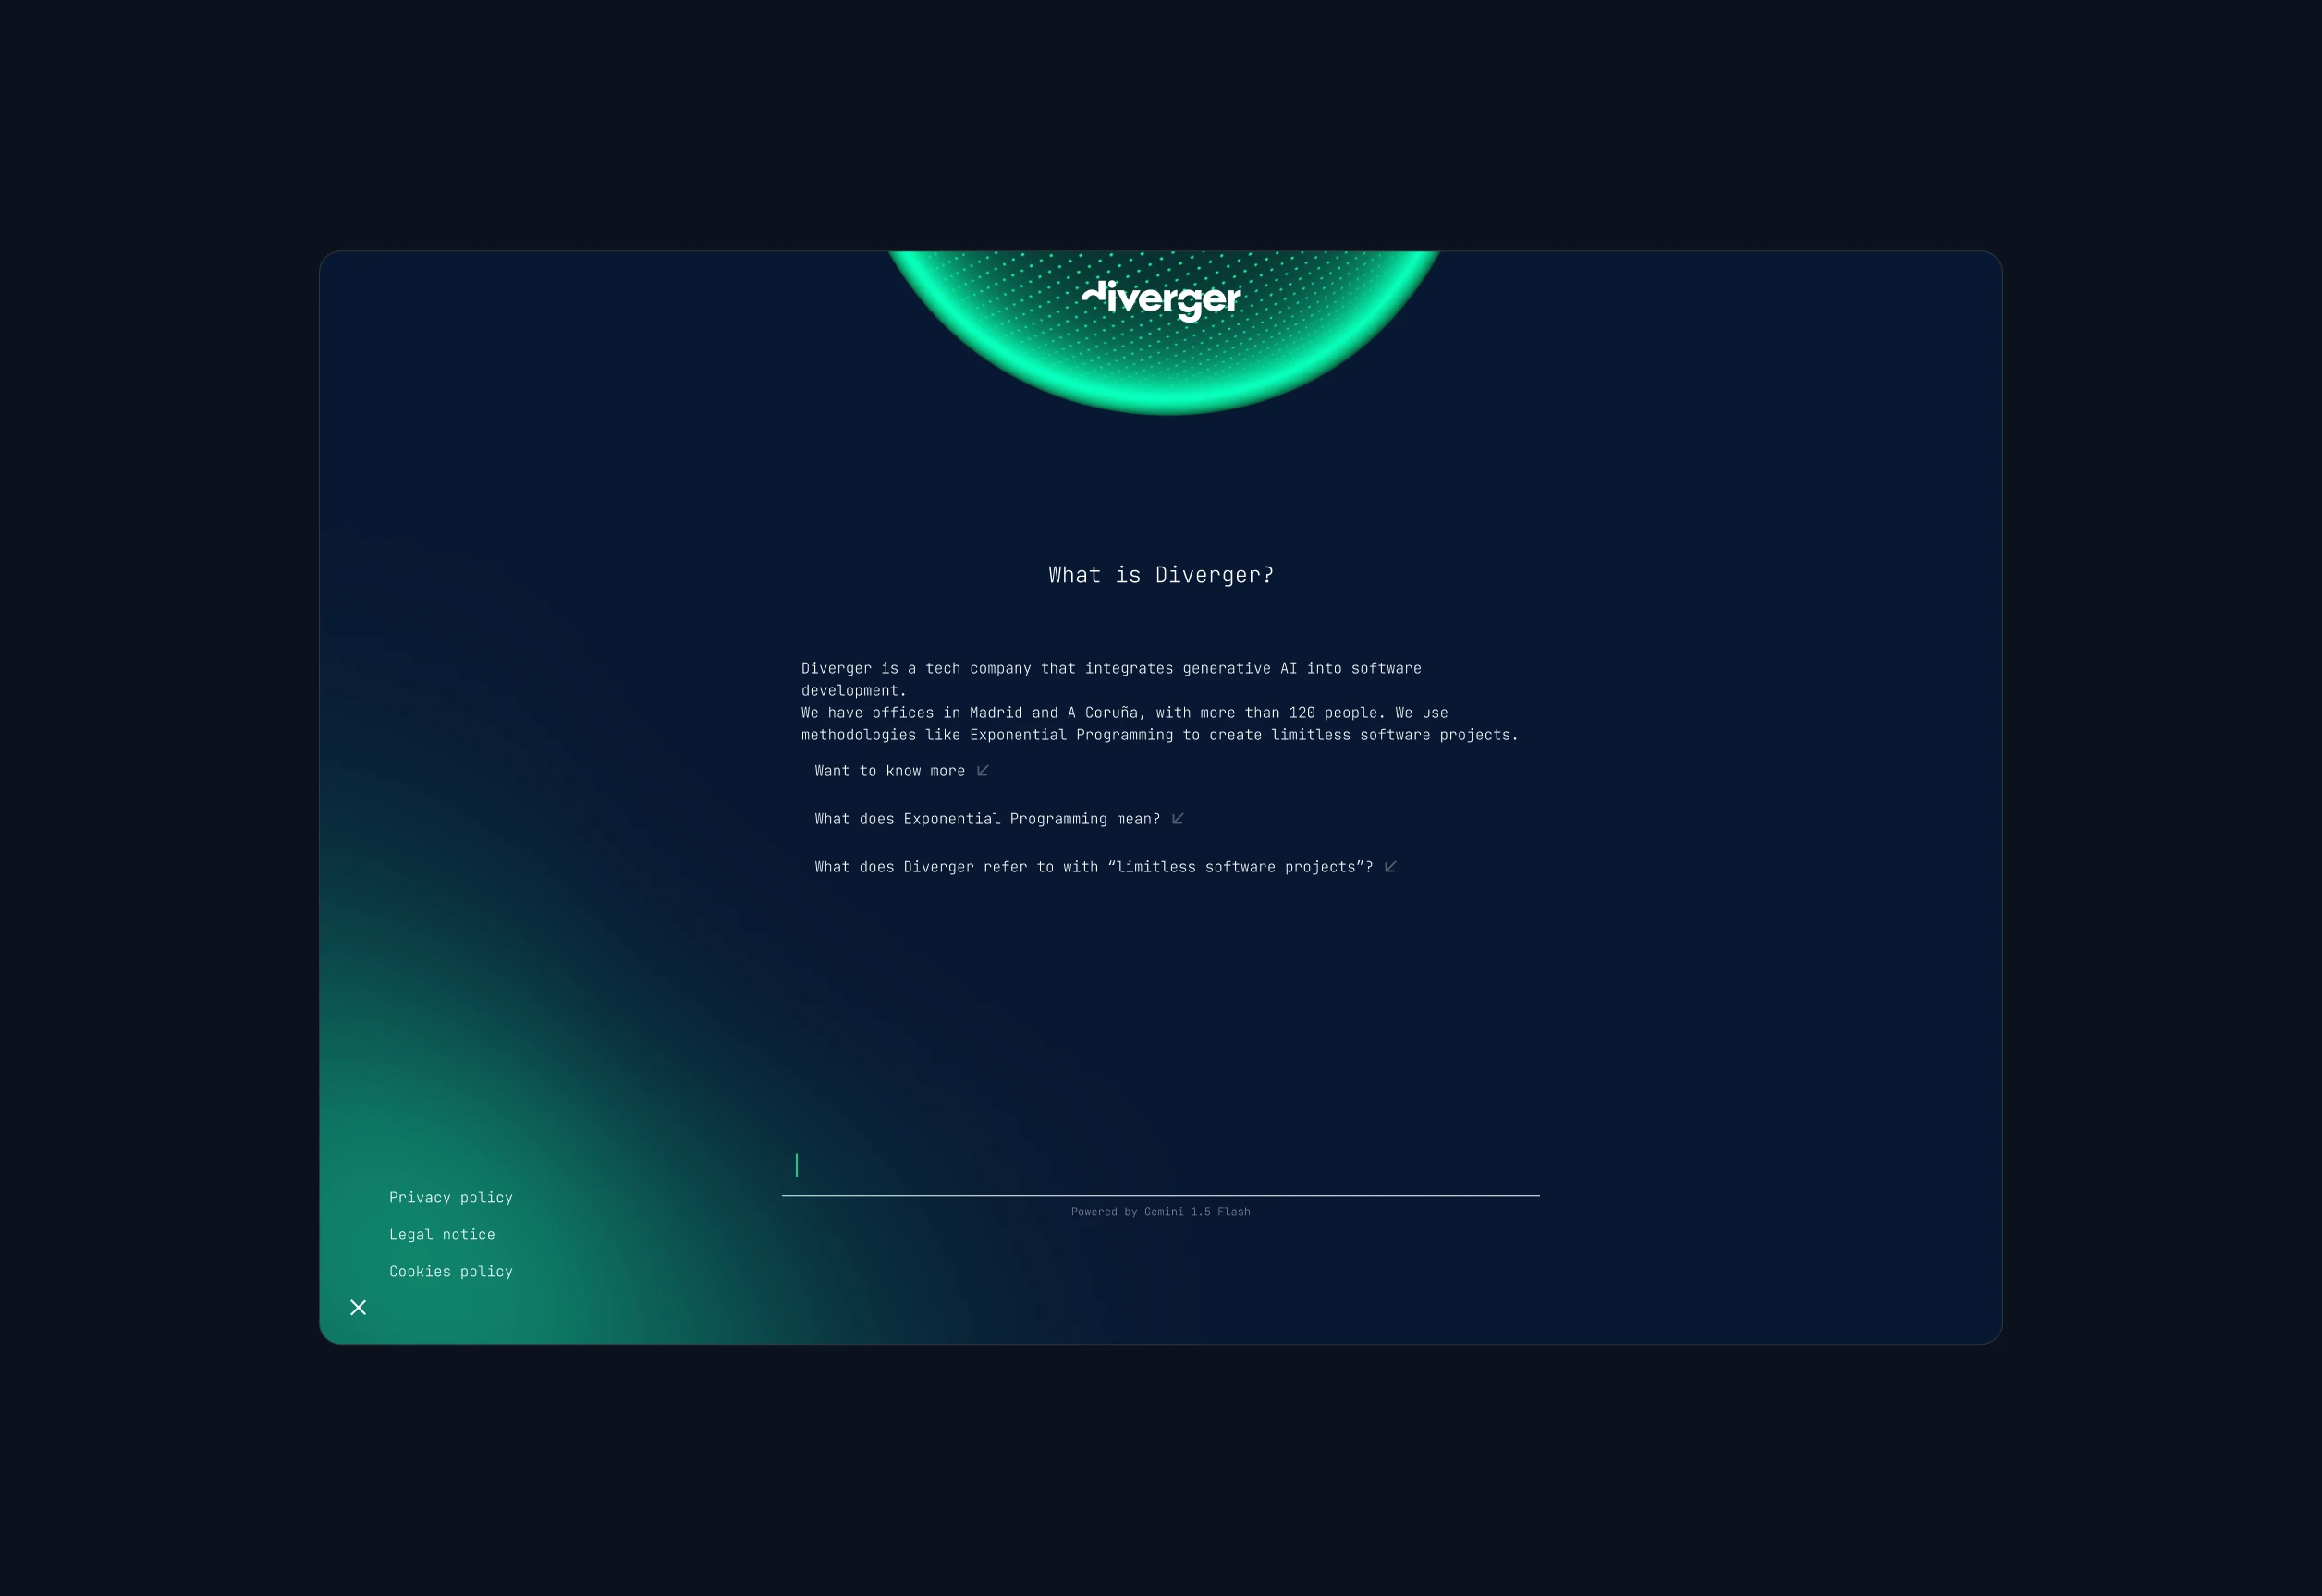 diverger
What is Diverger?
Diverger is a tech company that integrates generative AI into software
development.
We have offices in Madrid and A Coruña, with more than 120 people. We use
methodologies like Exponential Programming to create limitless software projects.
Want to know more
What does Exponential Programming mean?
What does Diverger refer to with “limitless software projects”?
Powered by Gemini 1.5 Flash
Privacy policy
Legal notice
Cookies policy